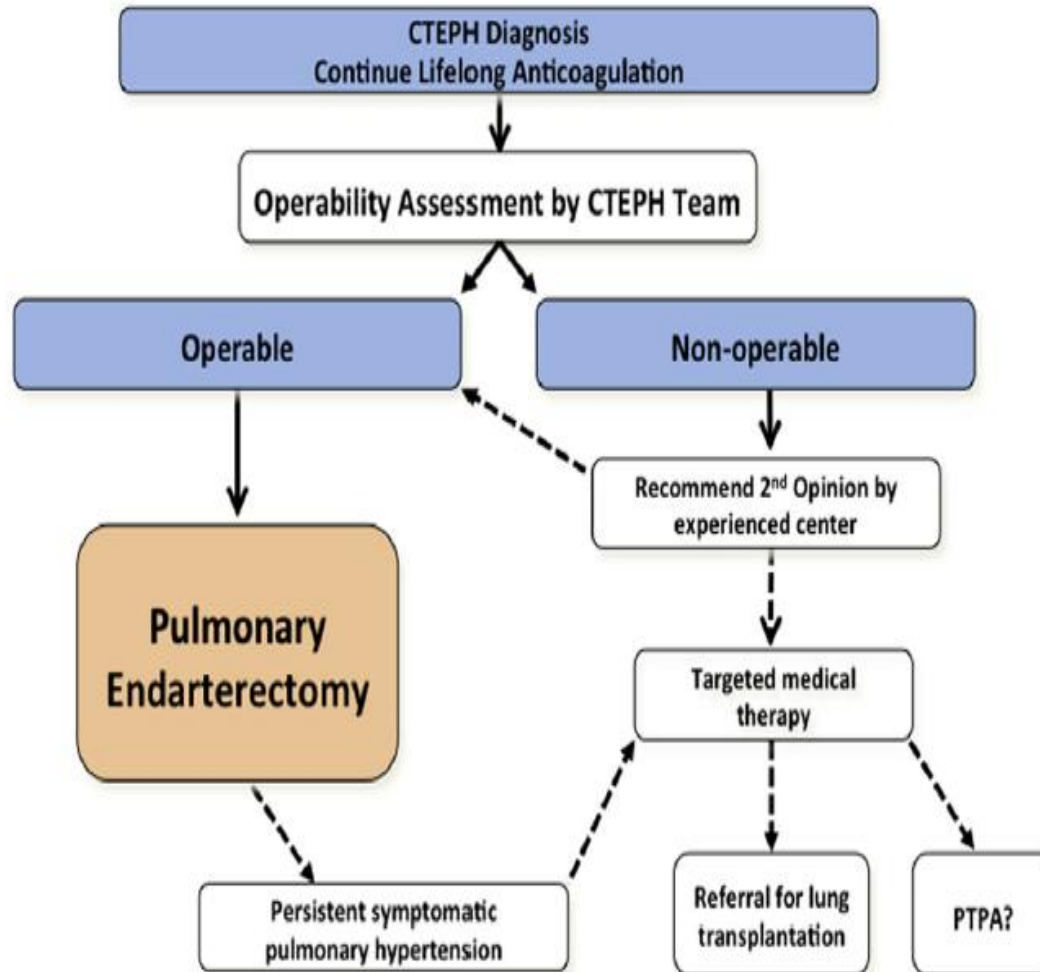 CTEPH Diagnosis
Continue Lifelong Anticoagulation
Operability Assessment by CTEPH Team
Operable
Non-operable
Recommend 2nd Opinion by
experienced center
Pulmonary
Endarterectomy
Targeted medical
therapy
Persistent symptomatic
pulmonary hypertension
Referral for lung
transplantation
PTPA?